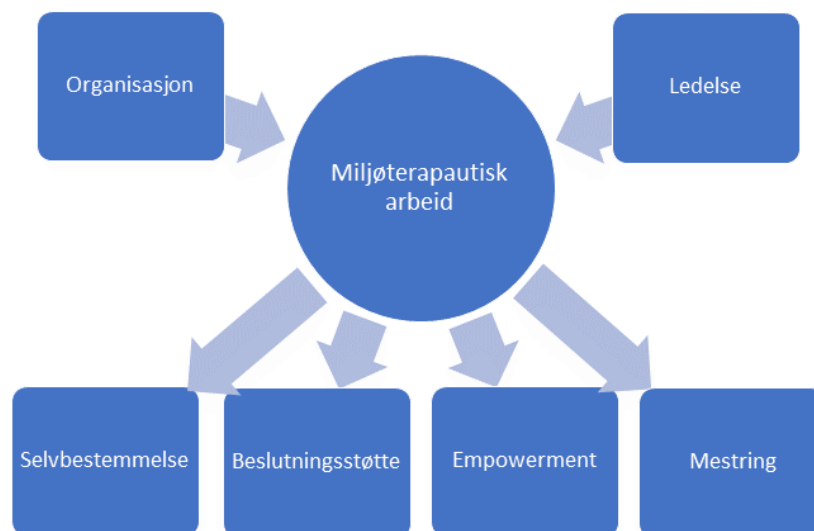 Organisasjon
Ledelse
Miljøterapautisk
arbeid
Selvbestemmelse
Beslutningsstøtte
Empowerment
Mestring